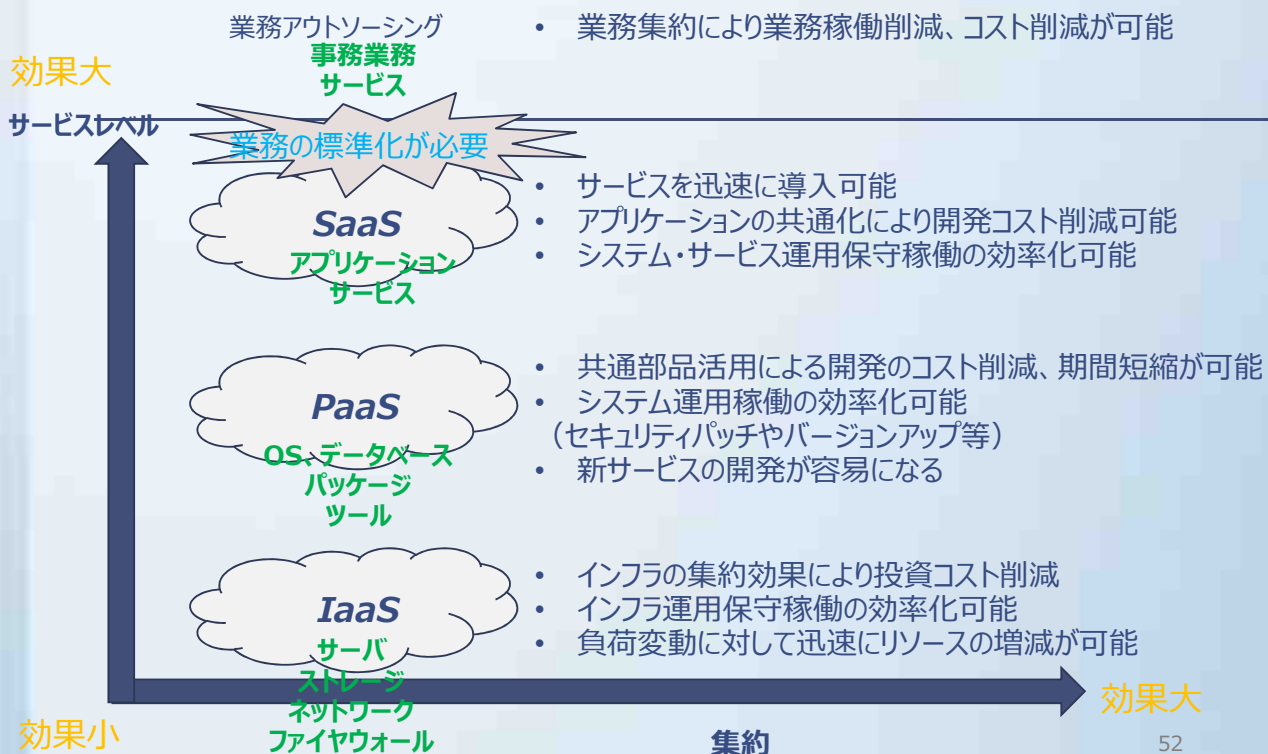 業務アウトソーシング
事務業務
サービス
• 業務集約により業務稼働削減、コスト削減が可能
効果大
サービスレベル
業務の標準化が必要
SaaS
アプリケーション
サービス
• サービスを迅速に導入可能
• アプリケーションの共通化により開発コスト削減可能
• システム・サービス運用保守稼働の効率化可能
PaaS
OS、データベース
パッケージ
ツール
• 共通部品活用による開発のコスト削減、期間短縮が可能
• システム運用稼働の効率化可能
（セキュリティパッチやバージョンアップ等）
• 新サービスの開発が容易になる
IaaS
サーバ
ストレージ
ネットワーク
ファイヤウォール
• インフラの集約効果により投資コスト削減
• インフラ運用保守稼働の効率化可能
• 負荷変動に対して迅速にリソースの増減が可能
効果大
効果小
集約
52